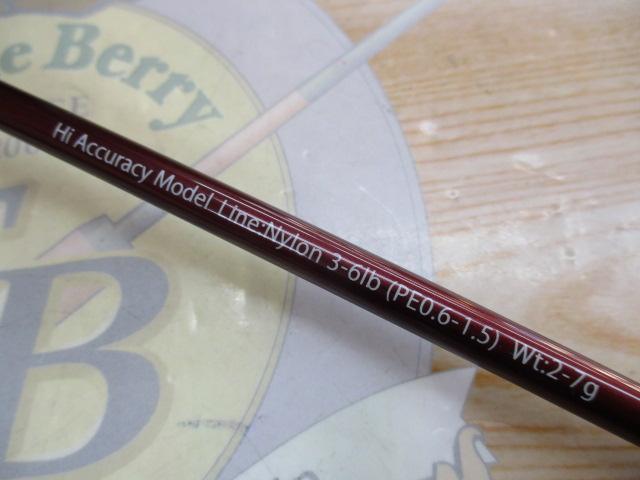 e Berry
Hi Accuracy Model Line:Nylon 3-6lb (PE0.6-1.5) Wt:2-7g
B